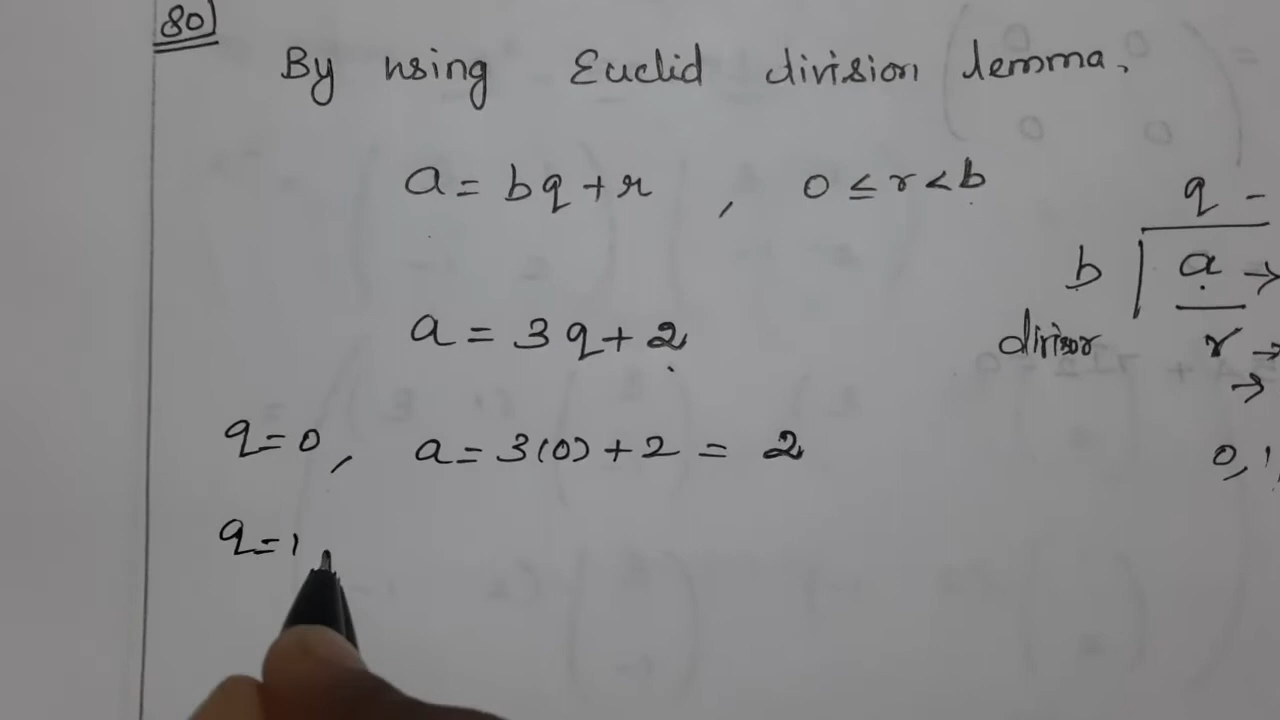 80)
By using Euclid division lemma,
a = bq + r , 0 ≤ r < b
q -
b a →
divisor r →
→
a = 3q + 2
q = 0, a = 3(0) + 2 = 2
0, 1
q = 1